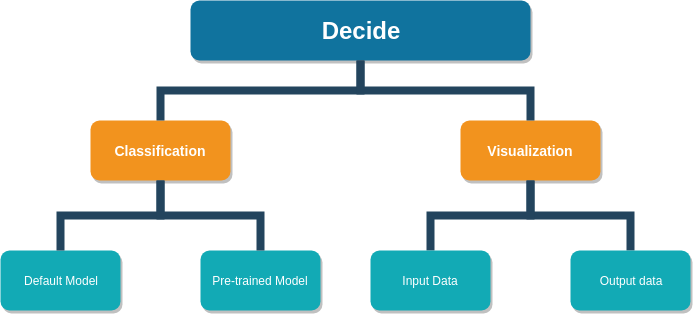 Decide
Classification
Visualization
Default Model
Pre-trained Model
Input Data
Output data